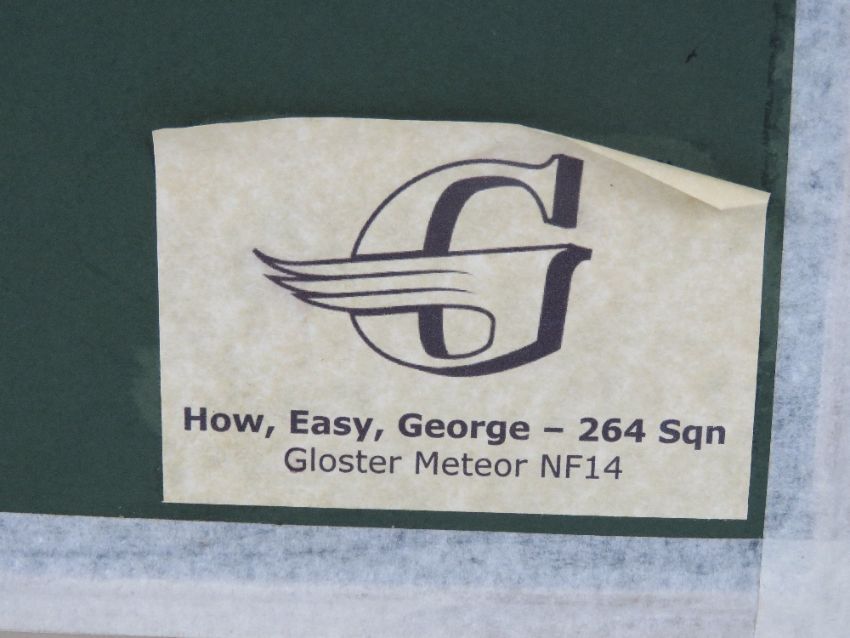 G
How, Easy, George – 264 Sqn
Gloster Meteor NF14